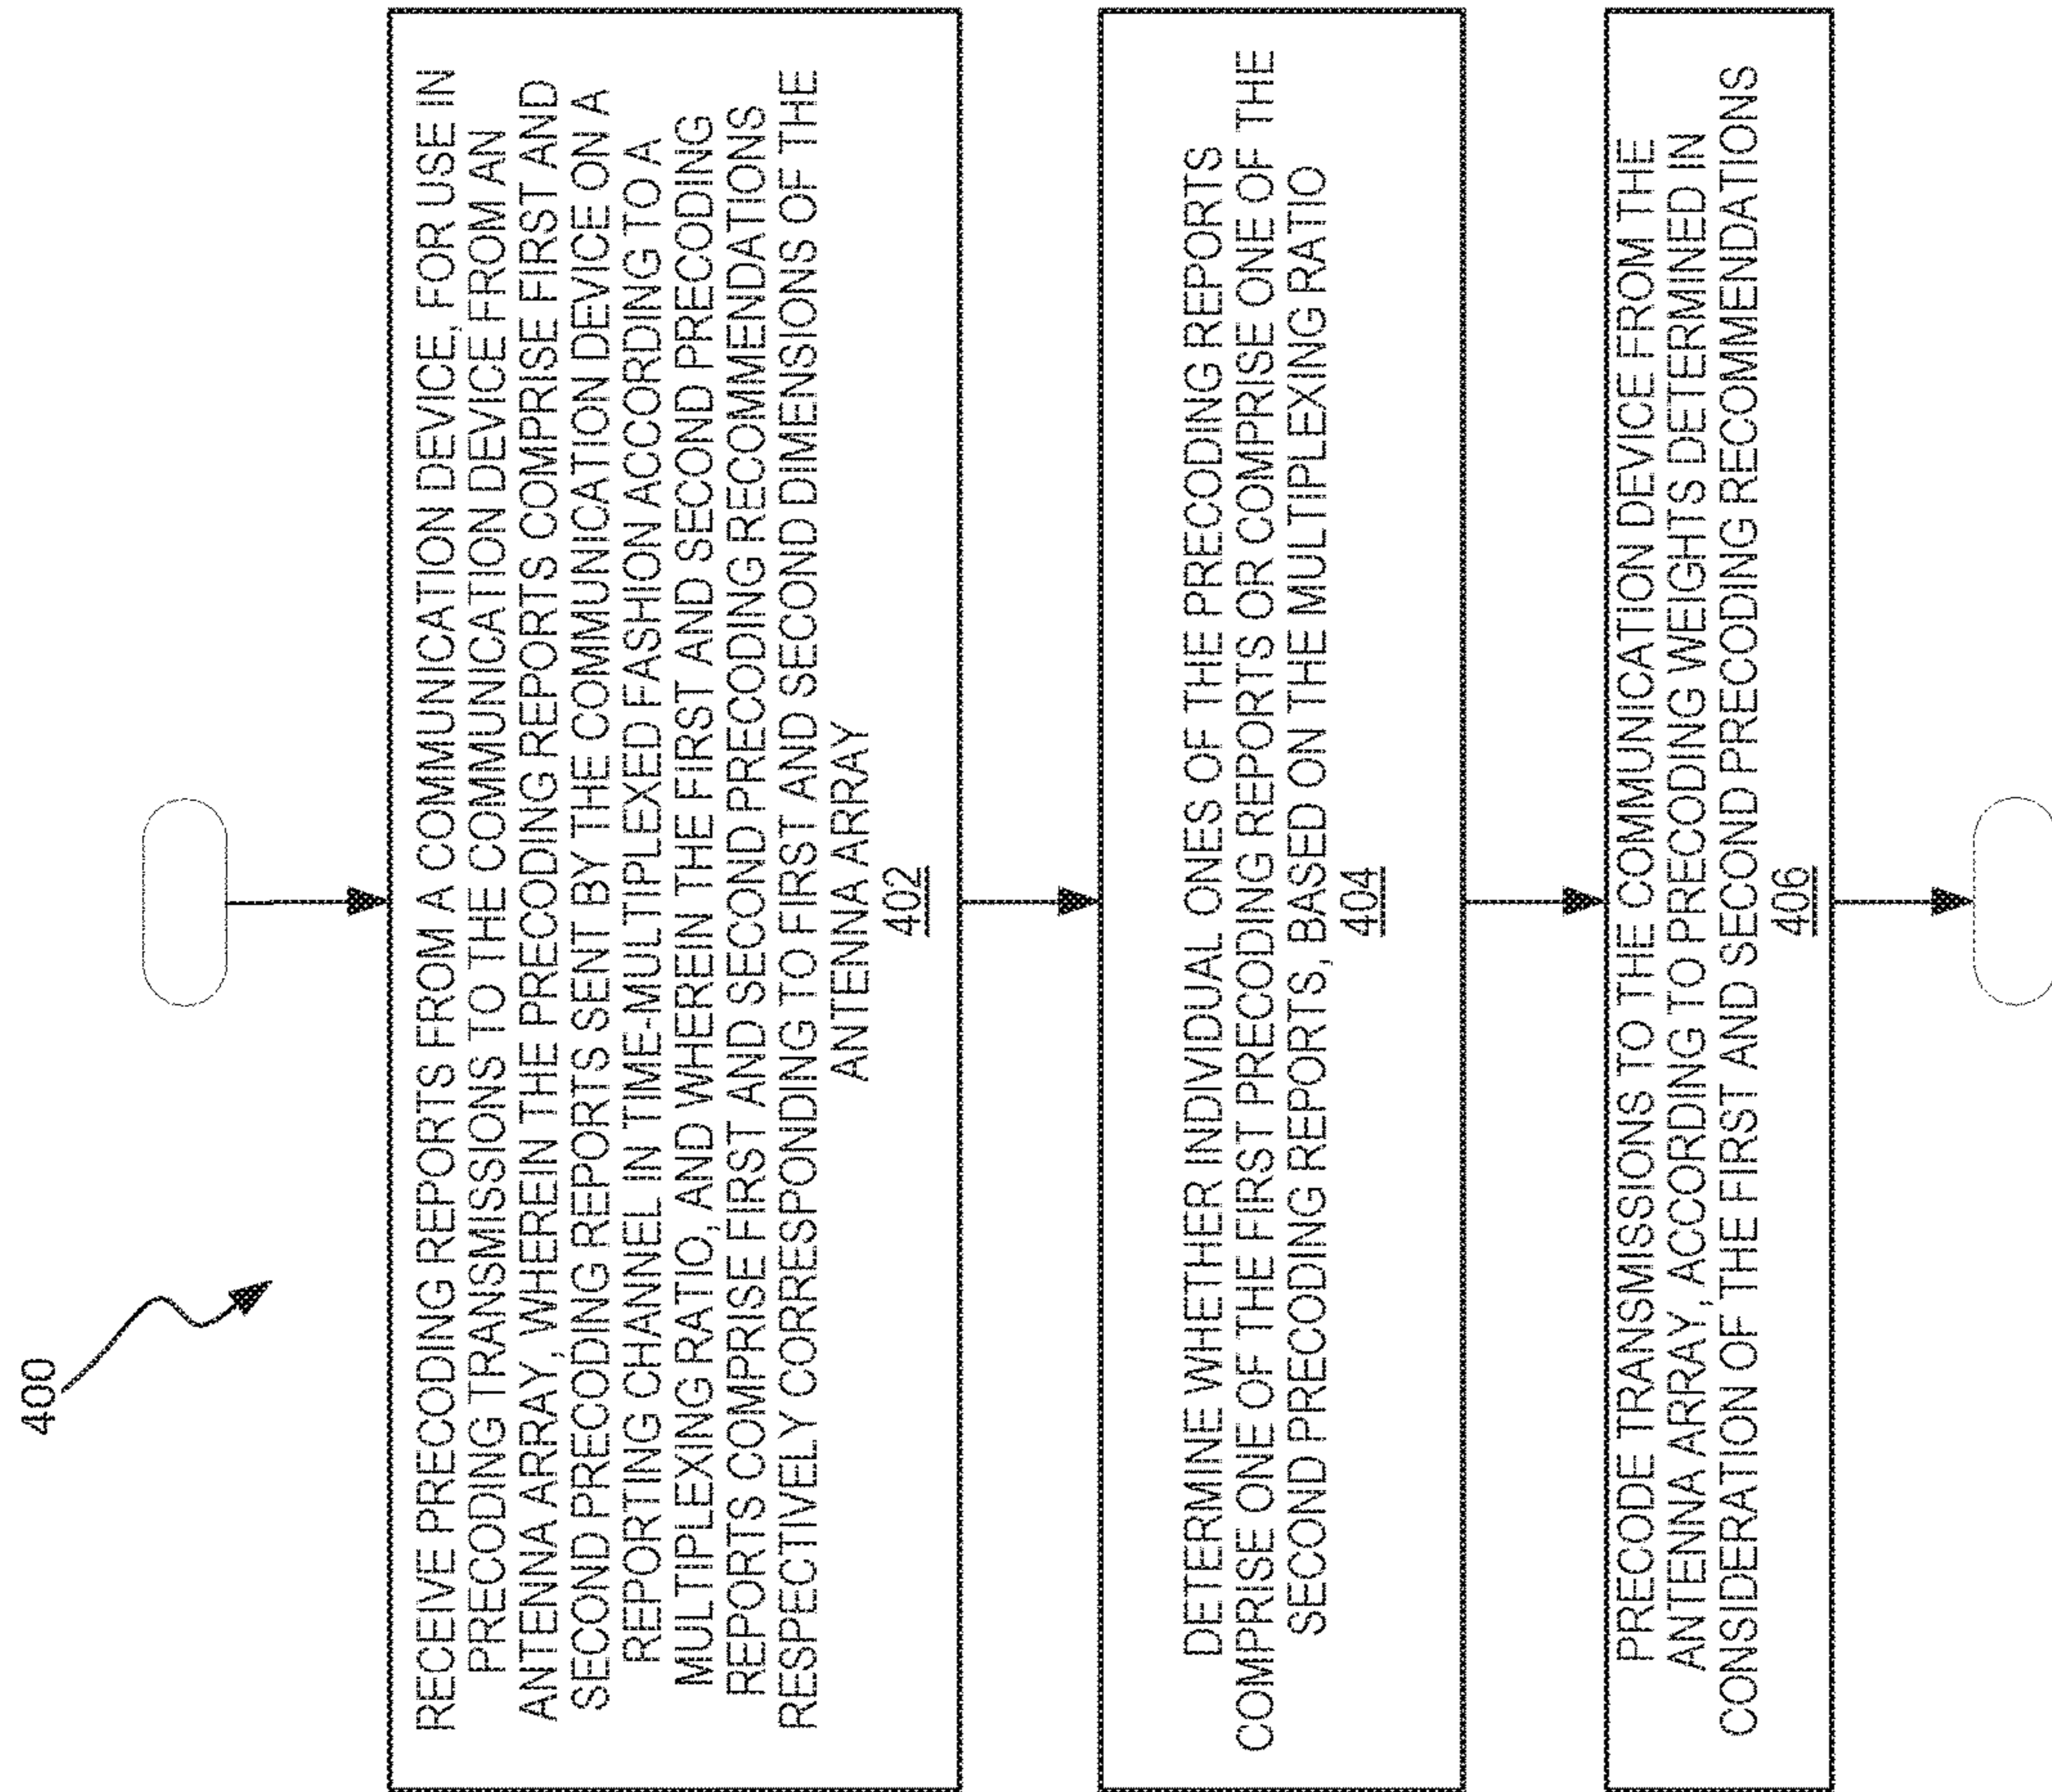 400
RECEIVE PRECODING REPORTS FROM A COMMUNICATION DEVICE, FOR USE IN
PRECODING TRANSMISSIONS TO THE COMMUNICATION DEVICE FROM AN
ANTENNA ARRAY, WHEREIN THE PRECODING REPORTS COMPRISE FIRST AND
SECOND PRECODING REPORTS SENT BY THE COMMUNICATION DEVICE ON A
REPORTING CHANNEL IN TIME-MULTIPLEXED FASHION ACCORDING TO A
MULTIPLEXING RATIO, AND WHEREIN THE FIRST AND SECOND PRECODING
REPORTS COMPRISE FIRST AND SECOND PRECODING RECOMMENDATIONS
RESPECTIVELY CORRESPONDING TO FIRST AND SECOND DIMENSIONS OF THE
ANTENNA ARRAY
402
DETERMINE WHETHER INDIVIDUAL ONES OF THE PRECODING REPORTS
COMPRISE ONE OF THE FIRST PRECODING REPORTS OR COMPRISE ONE OF THE
SECOND PRECODING REPORTS, BASED ON THE MULTIPLEXING RATIO
404
PRECODE TRANSMISSIONS TO THE COMMUNICATION DEVICE FROM THE
ANTENNA ARRAY, ACCORDING TO PRECODING WEIGHTS DETERMINED IN
CONSIDERATION OF THE FIRST AND SECOND PRECODING RECOMMENDATIONS
406